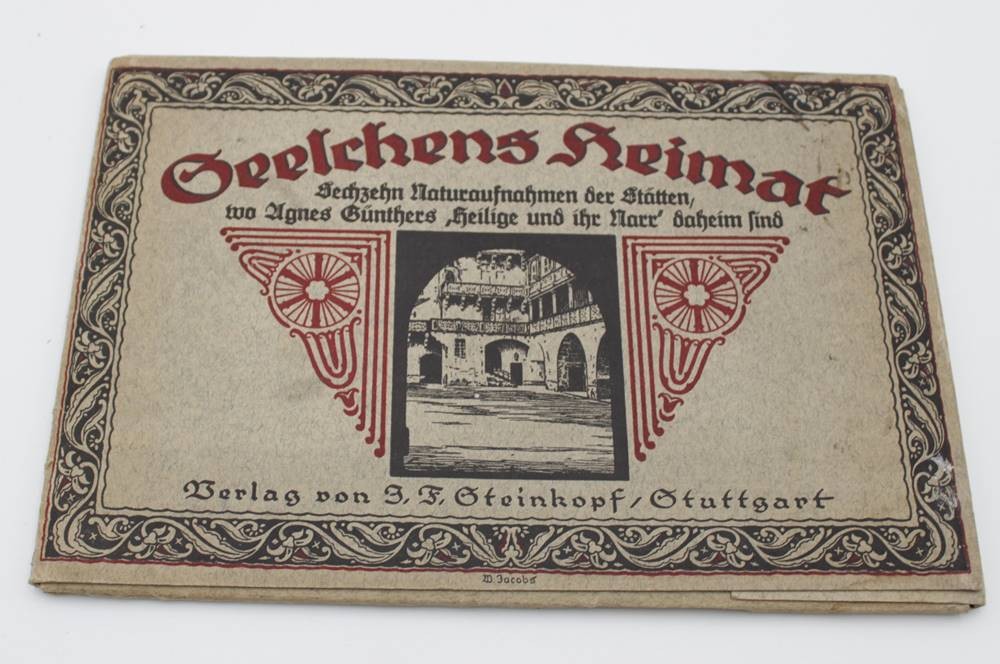 Seelchens Heimat
Sechzehn Naturaufnahmen der Stätten,
wo Agnes Günthers ‚Heilige und ihr Narr’ daheim sind
Verlag von J. F. Steinkopf / Stuttgart
W. Jacobs